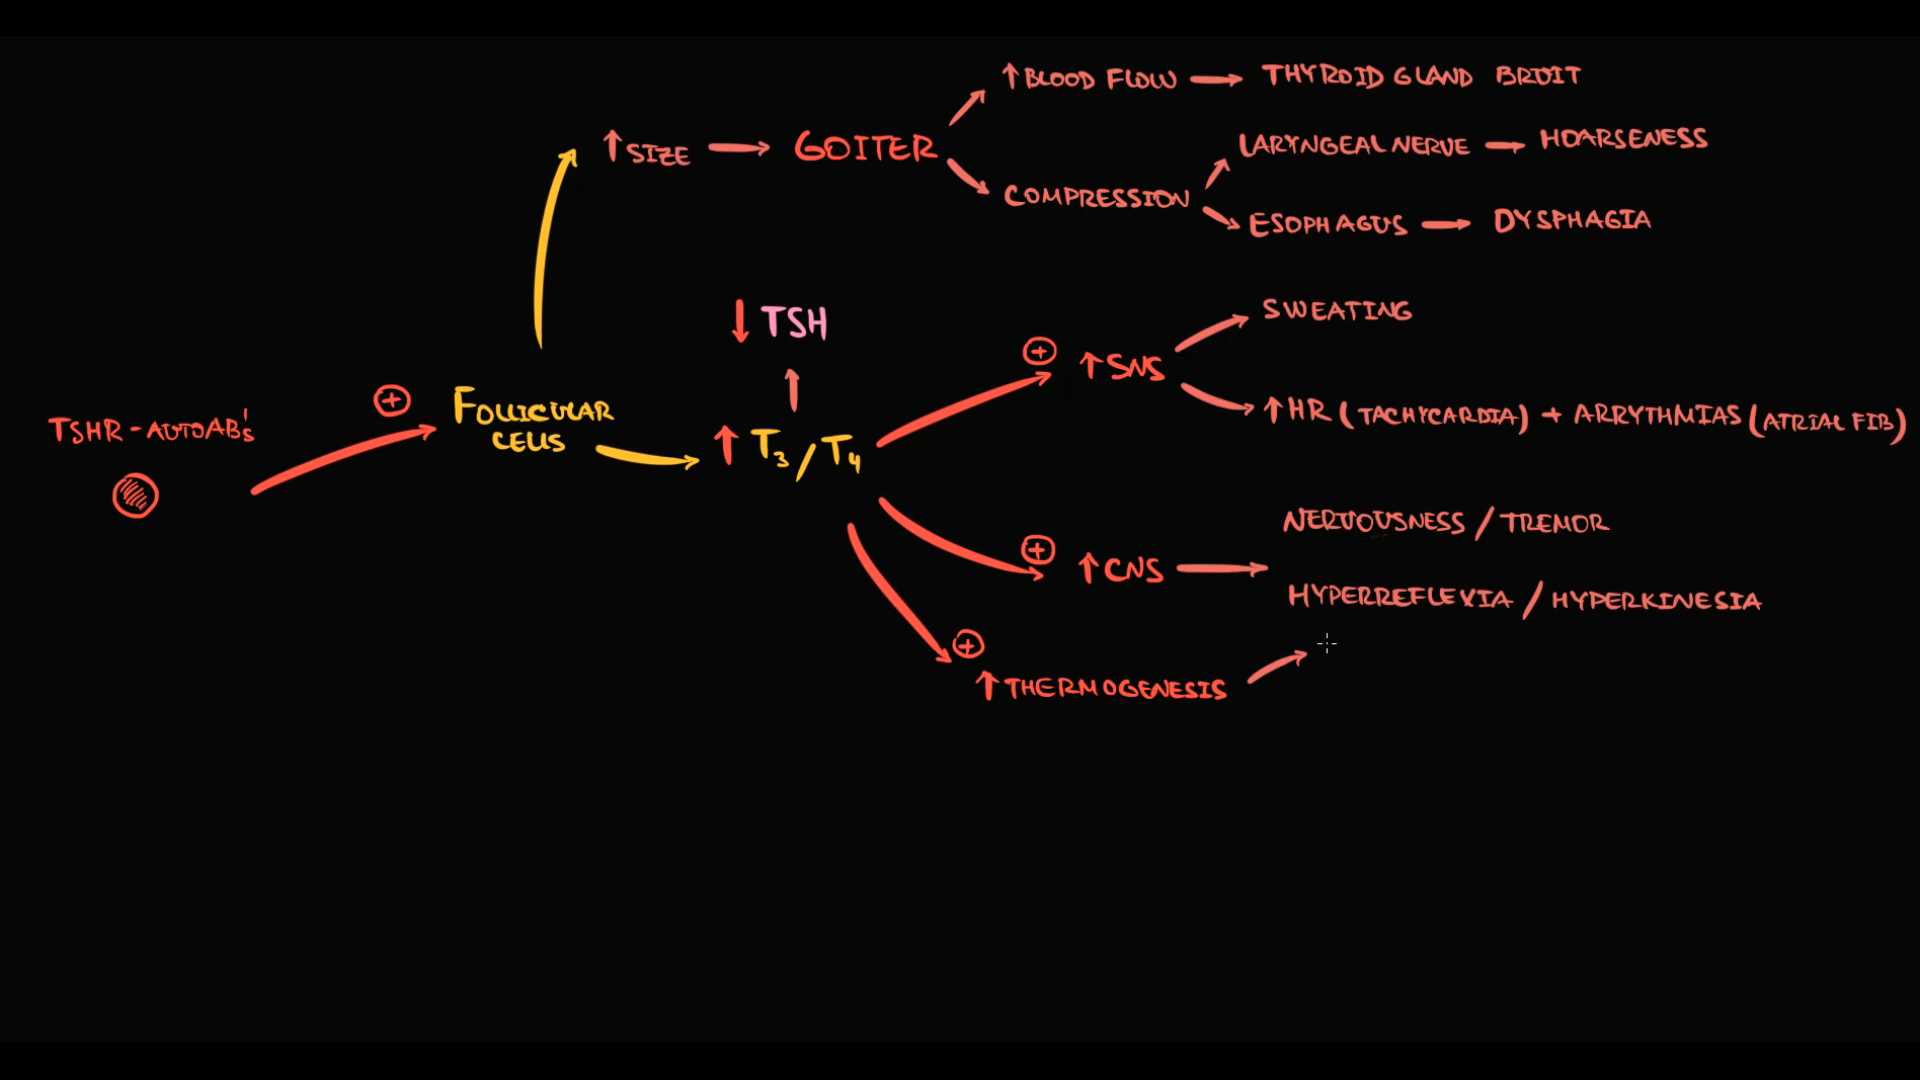 ↑ BLOOD FLOW → THYROID GLAND BRUIT
↑ SIZE → GOITER
LARYNGEAL NERVE → HOARSENESS
COMPRESSION
ESOPHAGUS → DYSPHAGIA
↓ TSH
SWEATING
+ ↑ SNS
TSHR-AUTOAB's
+
FOLLICULAR
CELLS
↑ T3/T4
↑ HR (TACHYCARDIA) + ARRYTHMIAS (ATRIAL FIB)
NERVOUSNESS / TREMOR
+ ↑ CNS →
HYPERREFLEXIA / HYPERKINESIA
+
↑ THERMOGENESIS